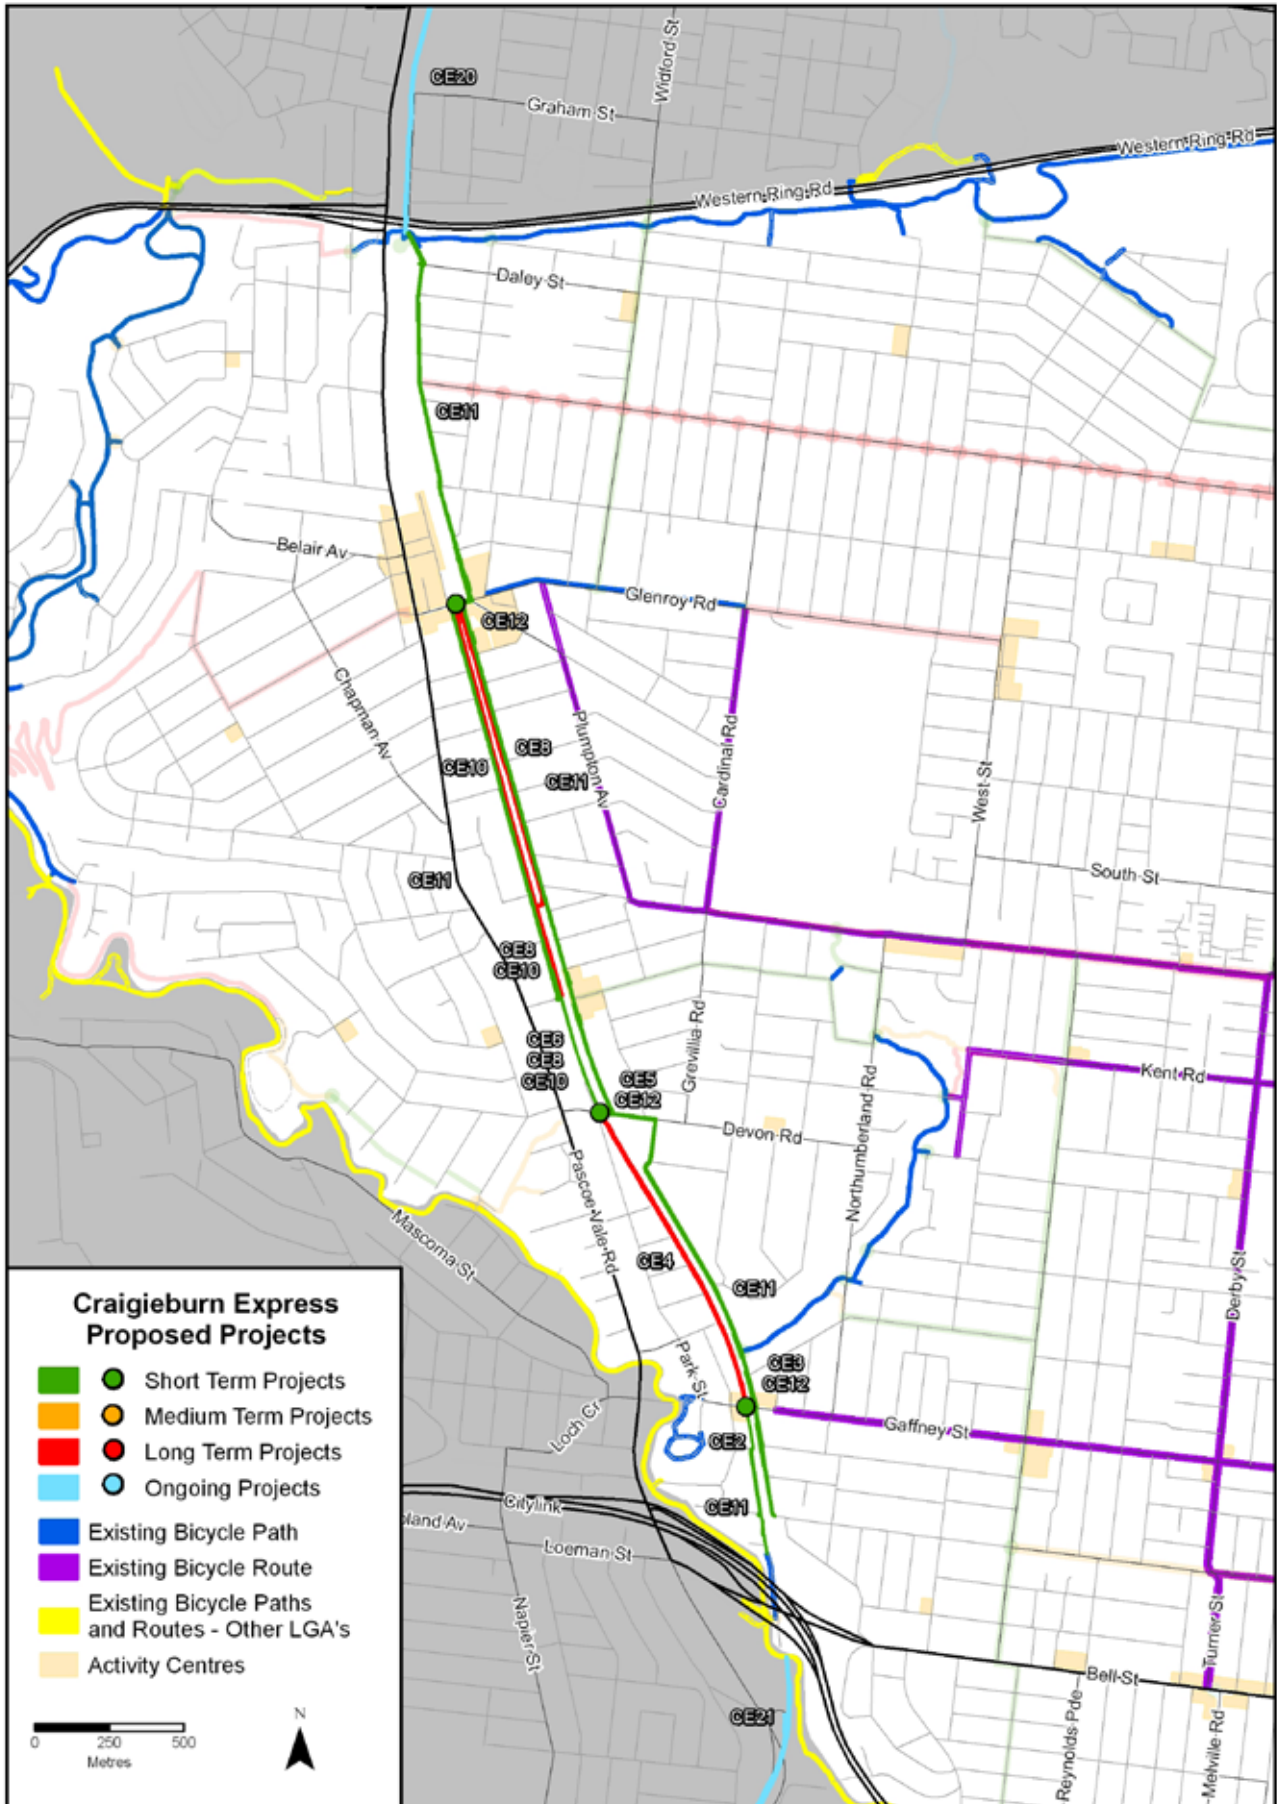 CE20
Widford St
Graham St
Western Ring Rd
Western Ring Rd
Daley St
CE11
Belair Av
Glenroy Rd
CE12
Chapman Av
Plumpton Av
Cardinal Rd
CE8
CE10
CE11
West St
South St
CE11
CE8
CE10
Grevillia Rd
CE6
CE8
CE10
CE5
CE12
Kent Rd
Devon Rd
Northumberland Rd
Pascoe Vale Rd
Mascoma St
CE4
CE11
Derby St
Park St
CE3
CE12
Loch Cr
CE2
Gaffney St
CE11
Citylink
Loeman St
Napier St
Turner St
Bell St
CE21
Reynolds Pde
Melville Rd
Craigieburn Express
Proposed Projects
Short Term Projects
Medium Term Projects
Long Term Projects
Ongoing Projects
Existing Bicycle Path
Existing Bicycle Route
Existing Bicycle Paths
and Routes - Other LGA's
Activity Centres
N
0 250 500
Metres